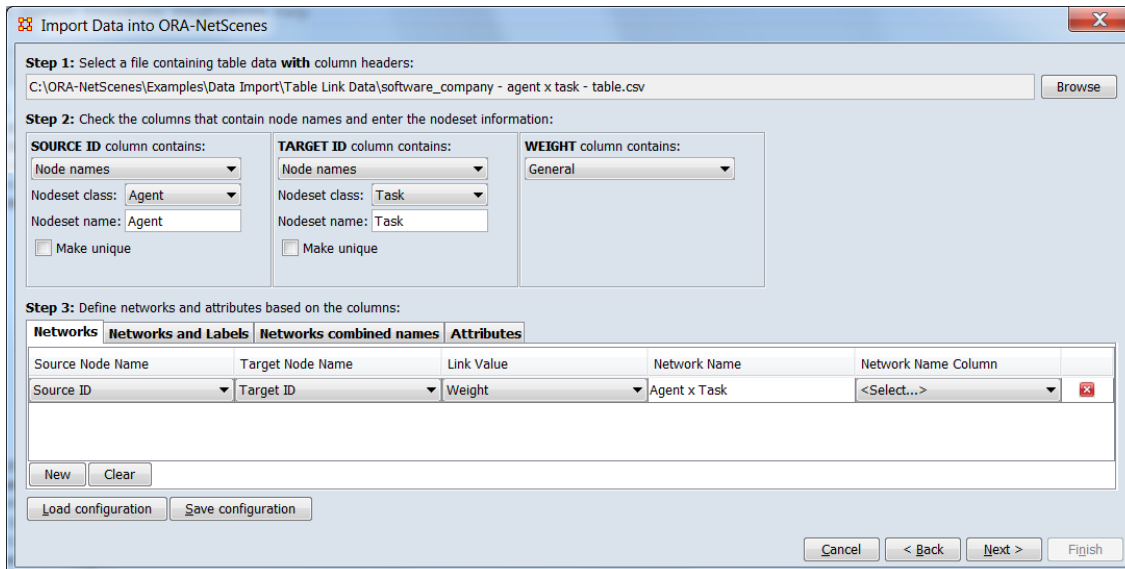 Import Data into ORA-NetScenes
Step 1: Select a file containing table data with column headers:
C:\ORA-NetScenes\Examples\Data Import\Table Link Data\software_company - agent x task - table.csv
Browse
Step 2: Check the columns that contain node names and enter the nodeset information:
SOURCE ID column contains:
Node names
Nodeset class: Agent
Nodeset name: Agent
Make unique
TARGET ID column contains:
Node names
Nodeset class: Task
Nodeset name: Task
Make unique
WEIGHT column contains:
General
Step 3: Define networks and attributes based on the columns:
Networks Networks and Labels Networks combined names Attributes
Source Node Name Target Node Name Link Value Network Name Network Name Column
Source ID Target ID Weight Agent x Task <Select...>
New Clear
Load configuration Save configuration
Cancel < Back Next > Finish